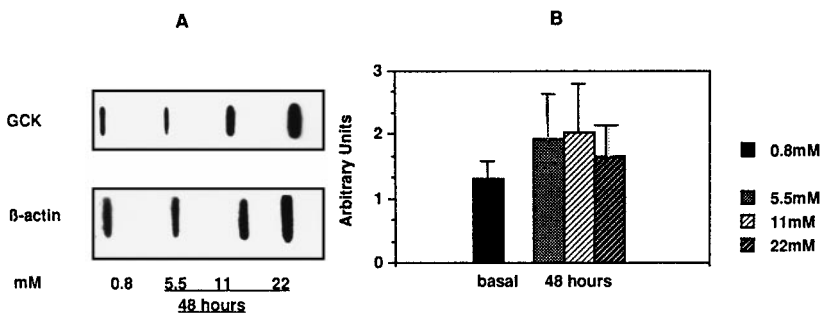 A
GCK
ß-actin
mM
0.8 5.5 11 22
48 hours
B
Arbitrary Units
3
2
1
0
basal 48 hours
0.8mM
5.5mM
11mM
22mM